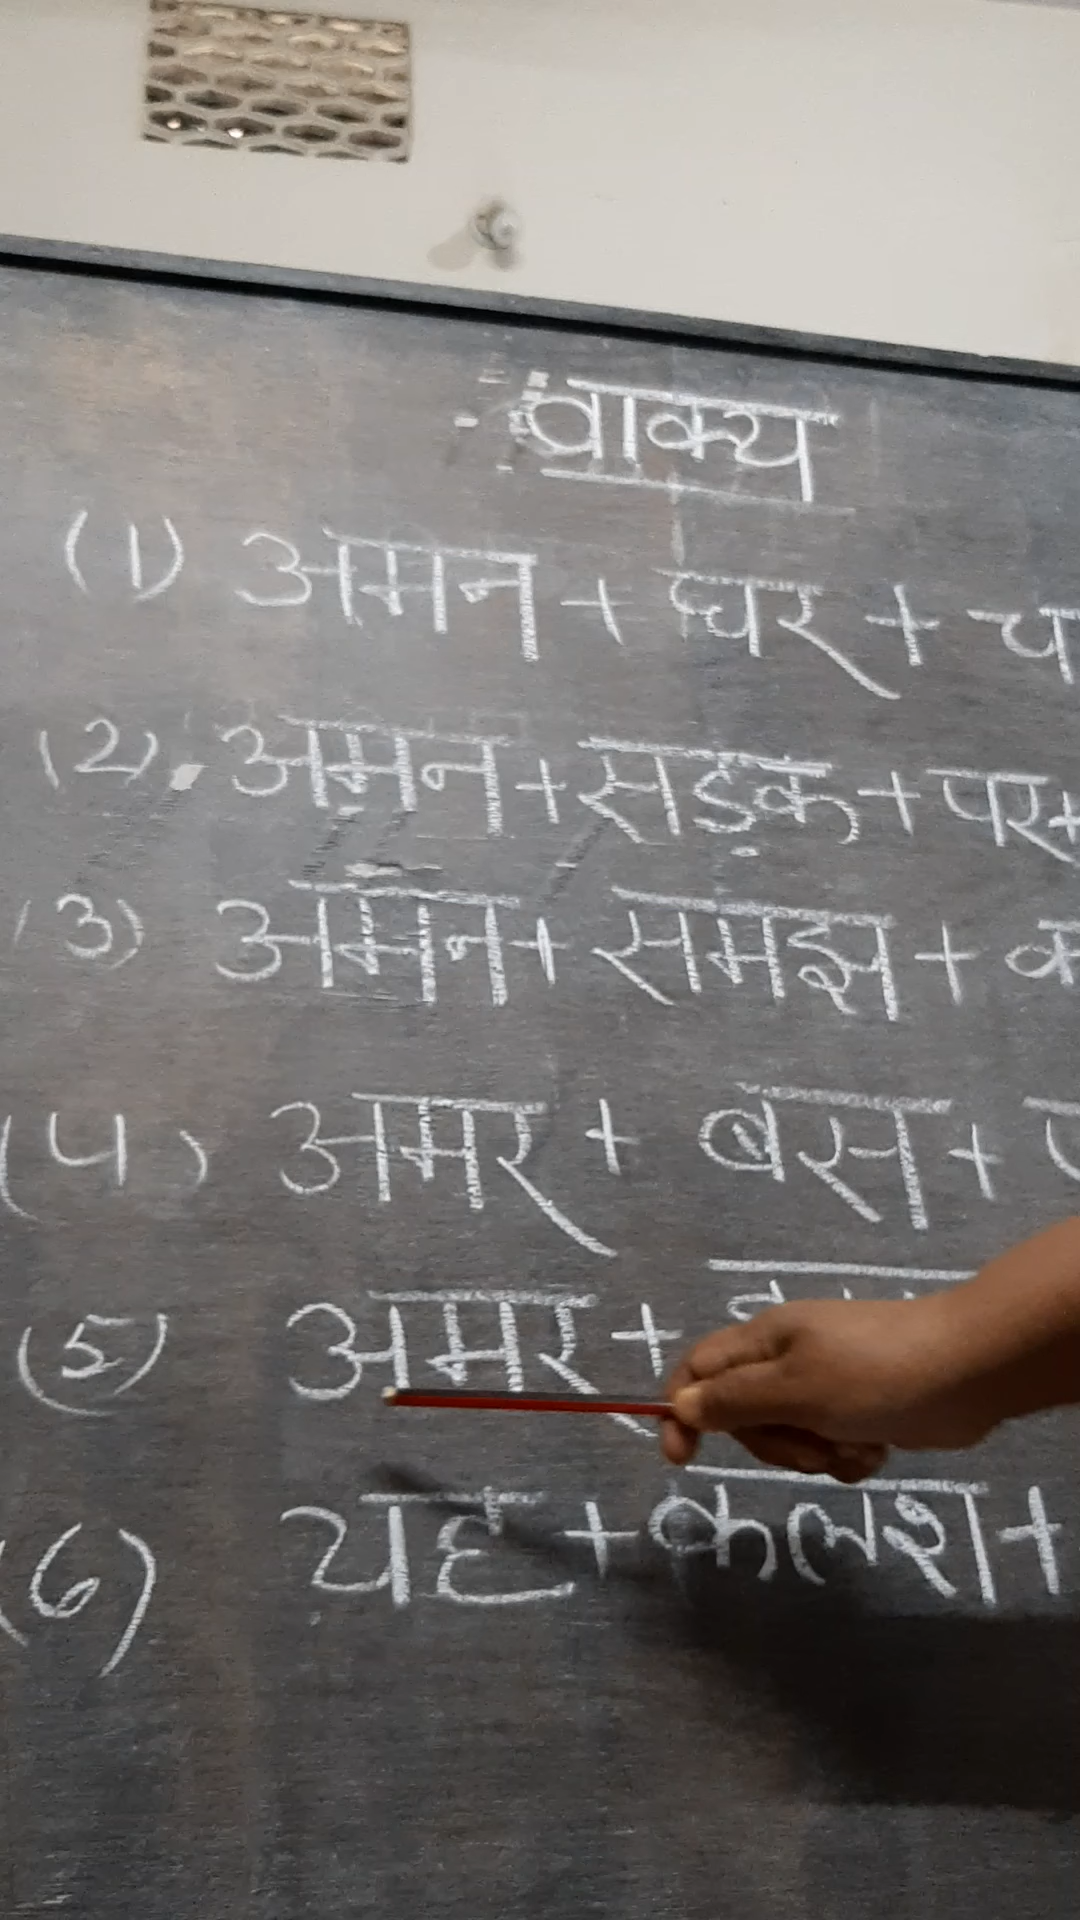 वाक्य
(1) अमन + घर + च
(2) अमन + सड़क + पर +
(3) अमन + समझ + क
(4) अमर + बस +
(5) अमर +
(6) यह + कलश +